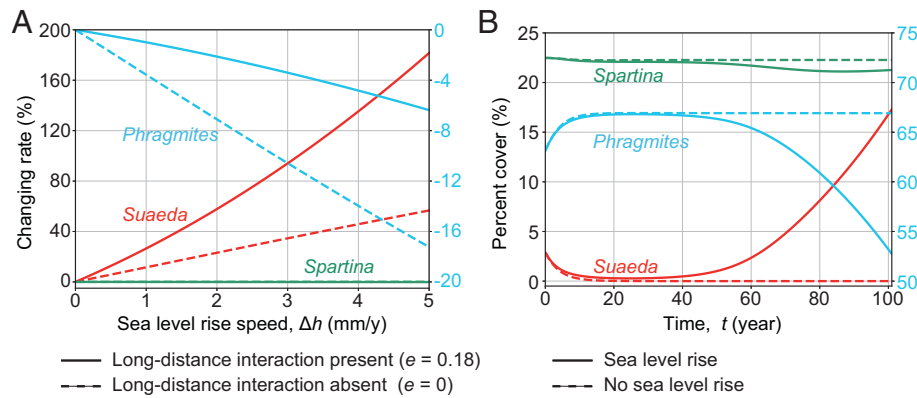 A
200
160
120
80
40
0
Changing rate (%)
0
-4
-8
-12
-16
-20
Phragmites
Suaeda
Spartina
0 1 2 3 4 5
Sea level rise speed, Δh (mm/y)
Long-distance interaction present (e = 0.18)
Long-distance interaction absent (e = 0)
B
25
20
15
10
5
0
Percent cover (%)
75
70
65
60
55
50
Spartina
Phragmites
Suaeda
0 20 40 60 80 100
Time, t (year)
Sea level rise
No sea level rise